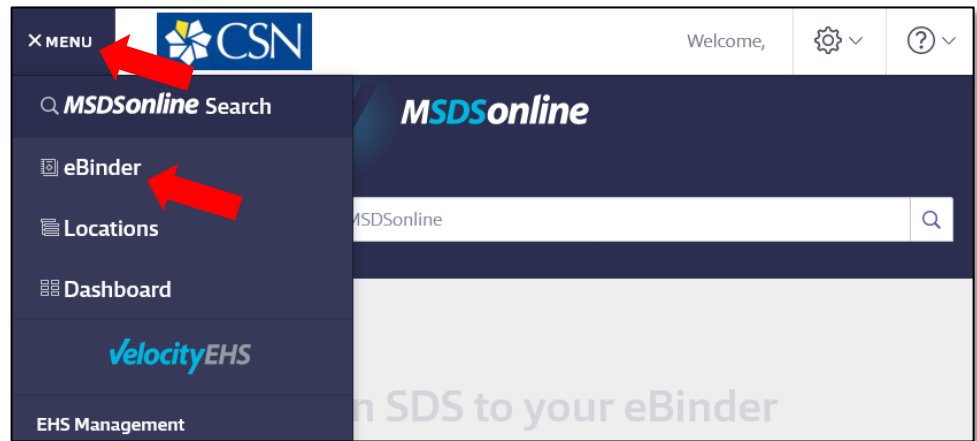 × MENU
CSN
Welcome,
?
MSDSonline Search
MSDSonline
eBinder
MSDSonline
Locations
Dashboard
VelocityEHS
n SDS to your eBinder
EHS Management